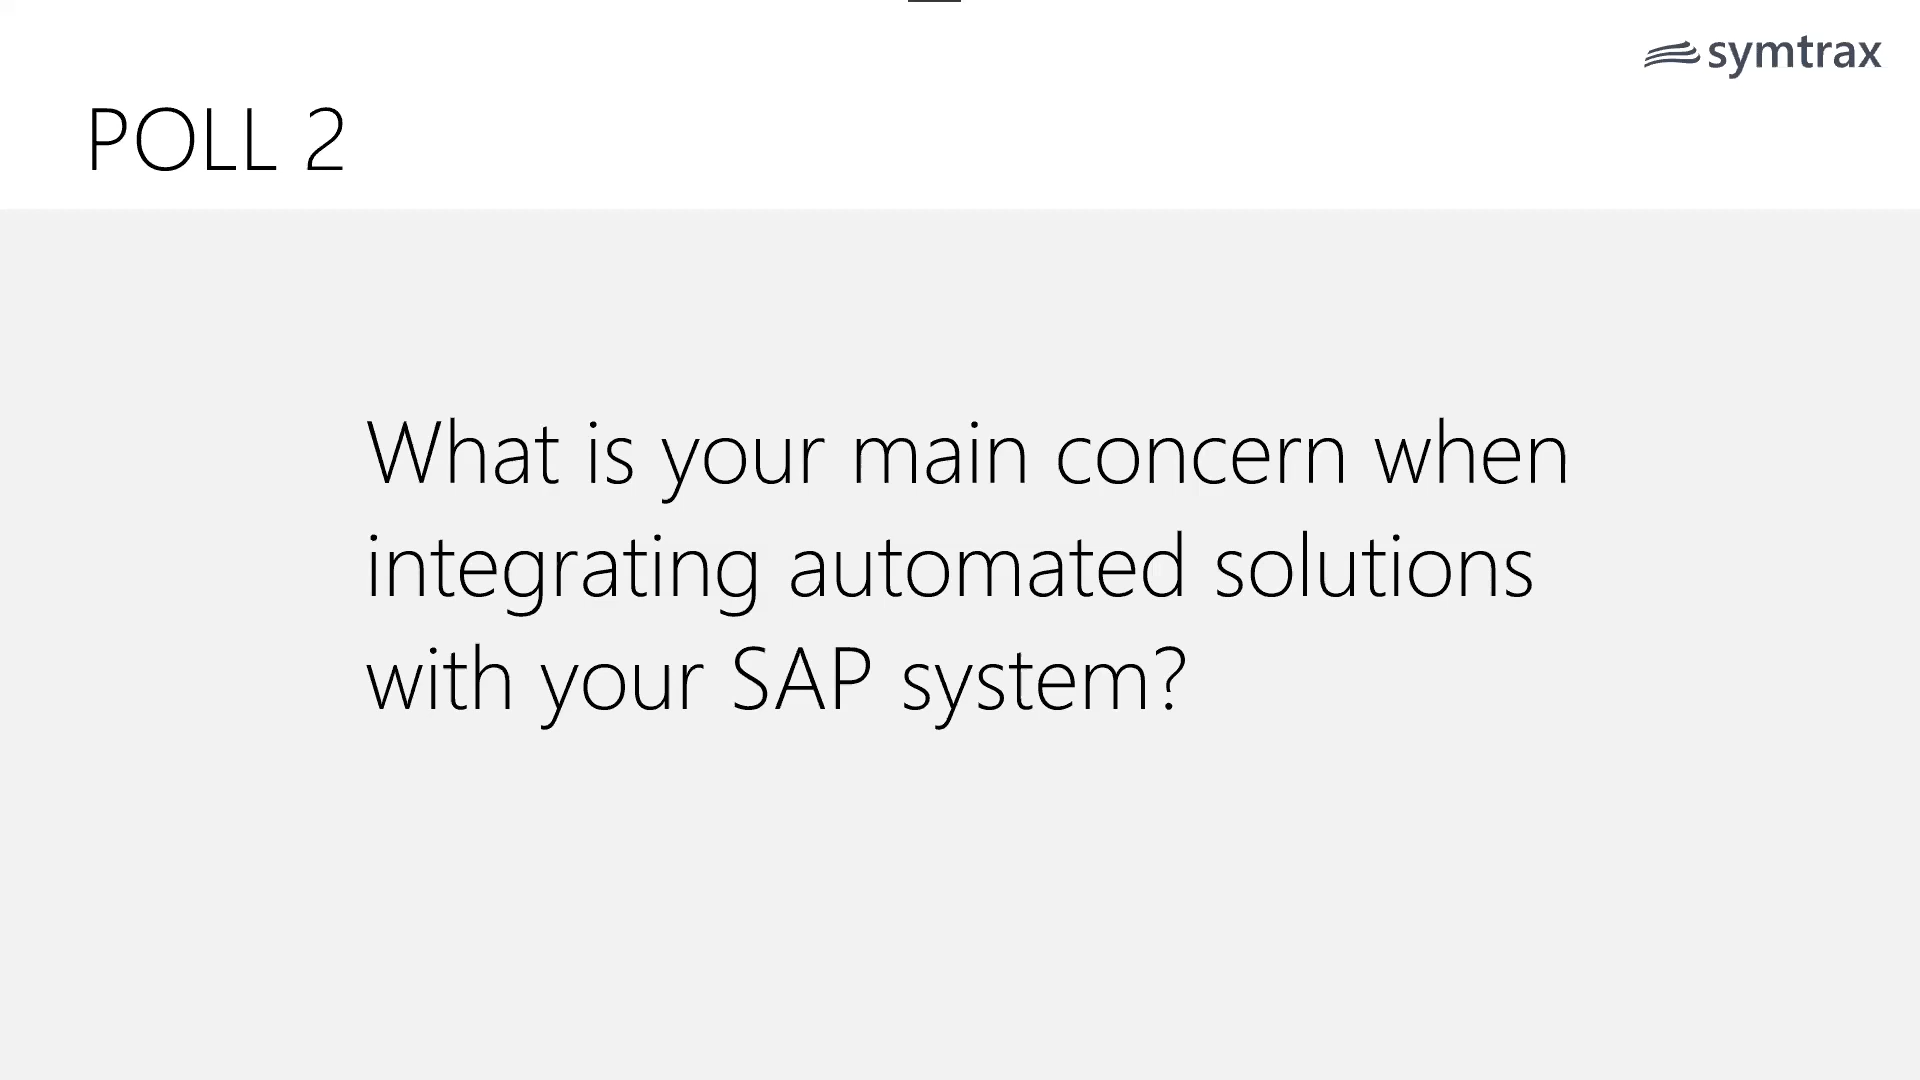 symtrax
POLL 2
What is your main concern when
integrating automated solutions
with your SAP system?